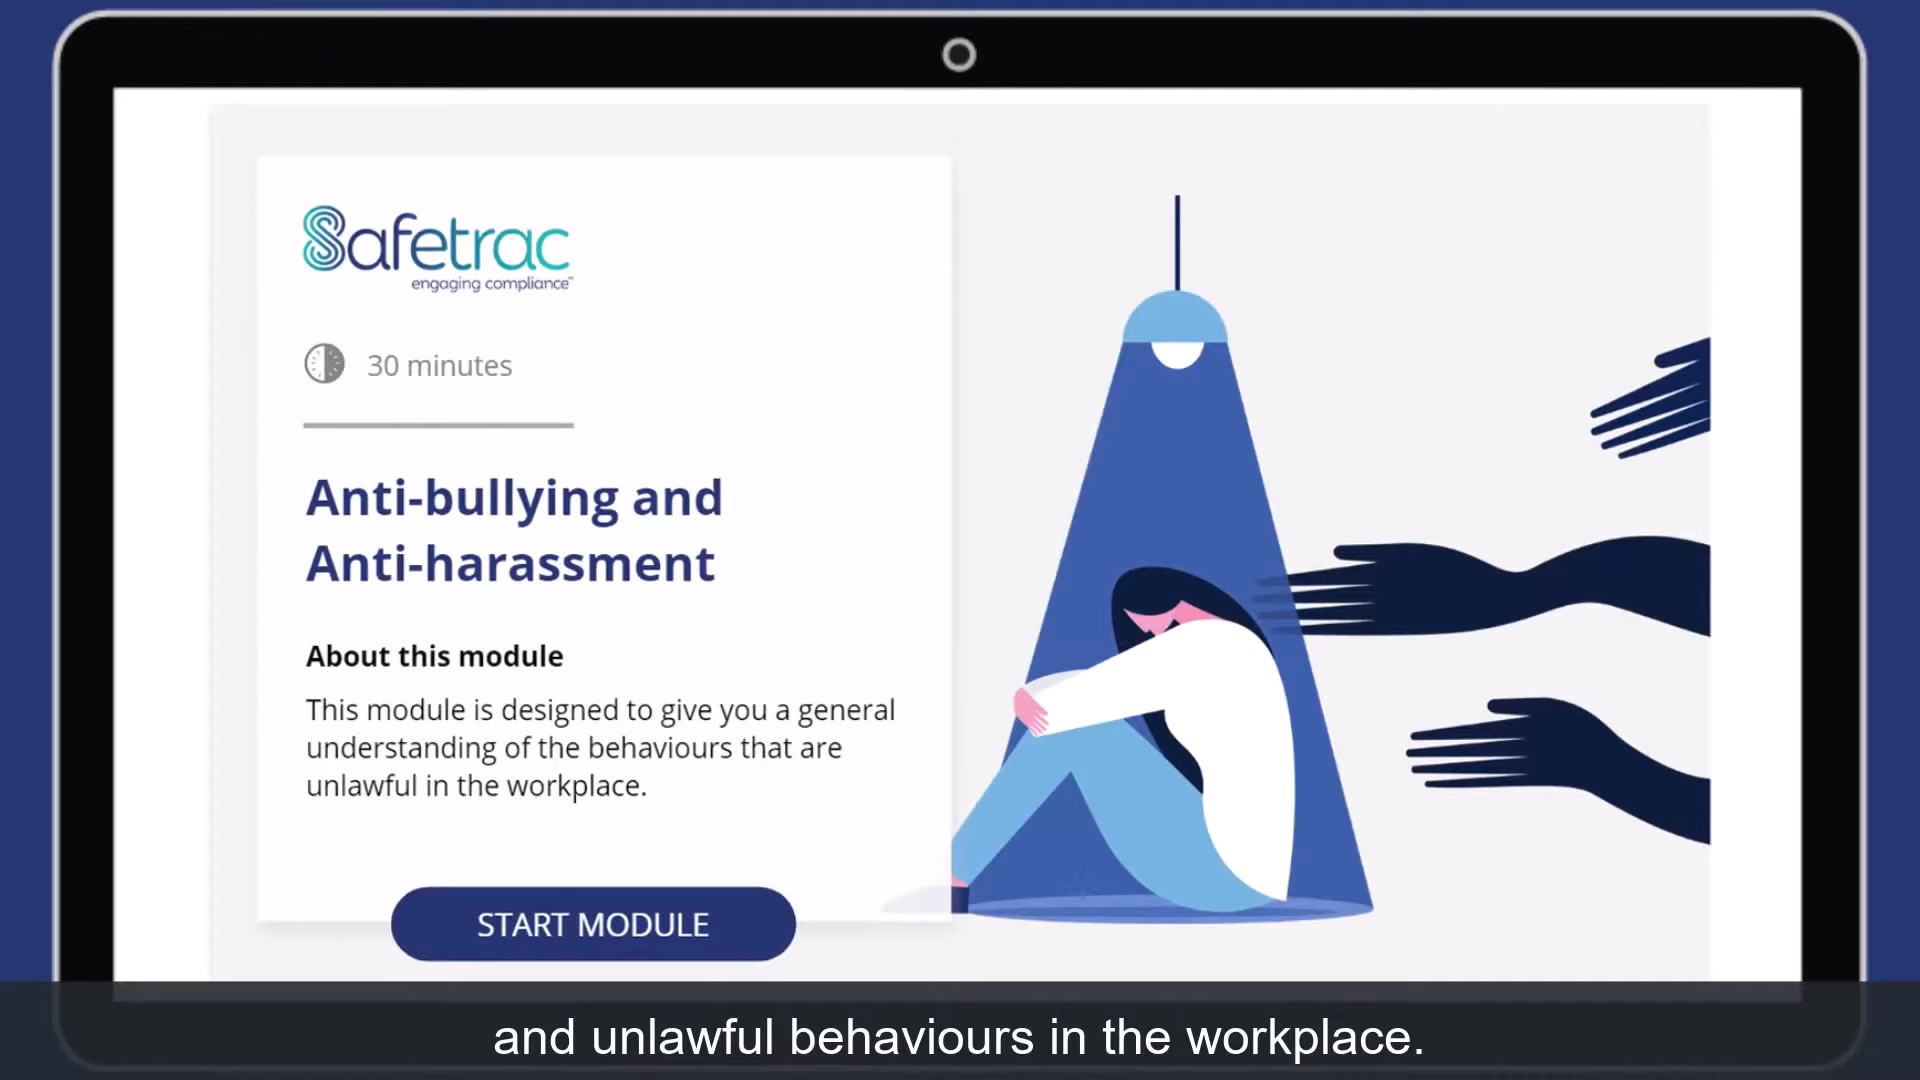 Safetrac
engaging compliance™
30 minutes
Anti-bullying and
Anti-harassment
About this module
This module is designed to give you a general
understanding of the behaviours that are
unlawful in the workplace.
START MODULE
and unlawful behaviours in the workplace.